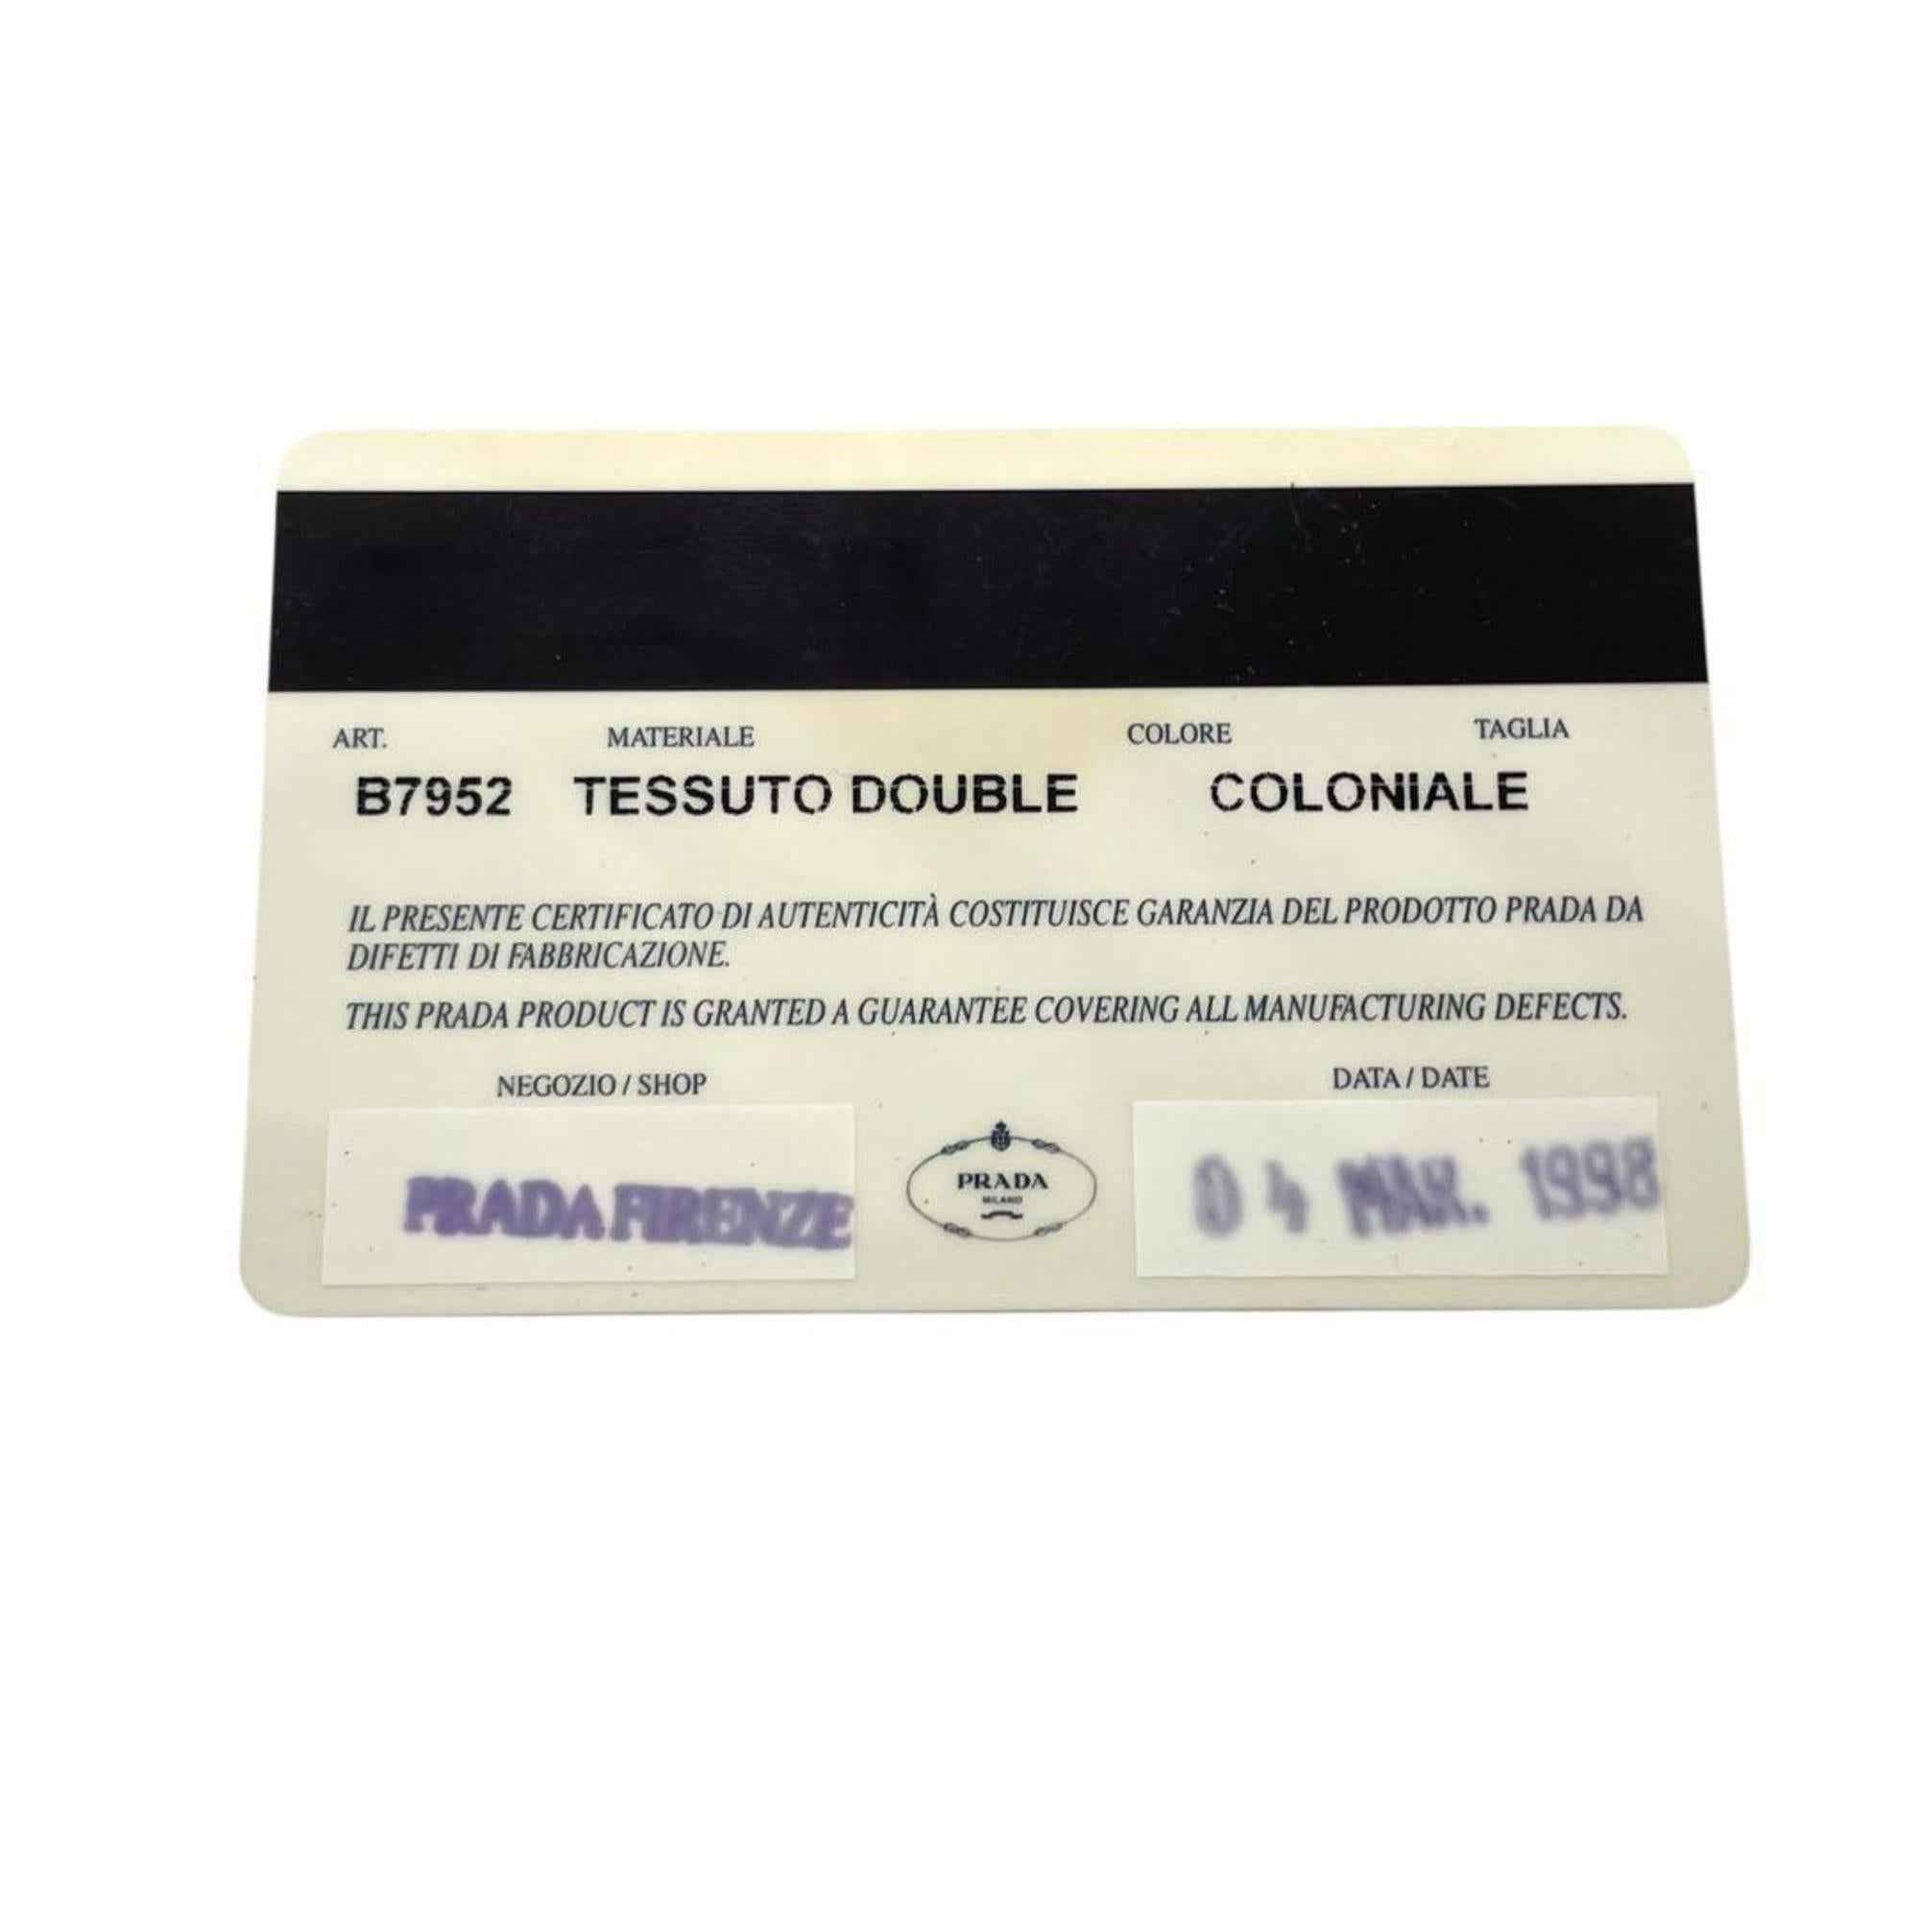 ART. MATERIALE COLORE TAGLIA
B7952 TESSUTO DOUBLE COLONIALE
IL PRESENTE CERTIFICATO DI AUTENTICITÀ COSTITUISCE GARANZIA DEL PRODOTTO PRADA DA
DIFETTI DI FABBRICAZIONE.
THIS PRADA PRODUCT IS GRANTED A GUARANTEE COVERING ALL MANUFACTURING DEFECTS.
NEGOZIO / SHOP DATA / DATE
PRADA FIRENZE
PRADA
MILANO
04 MAR. 1998